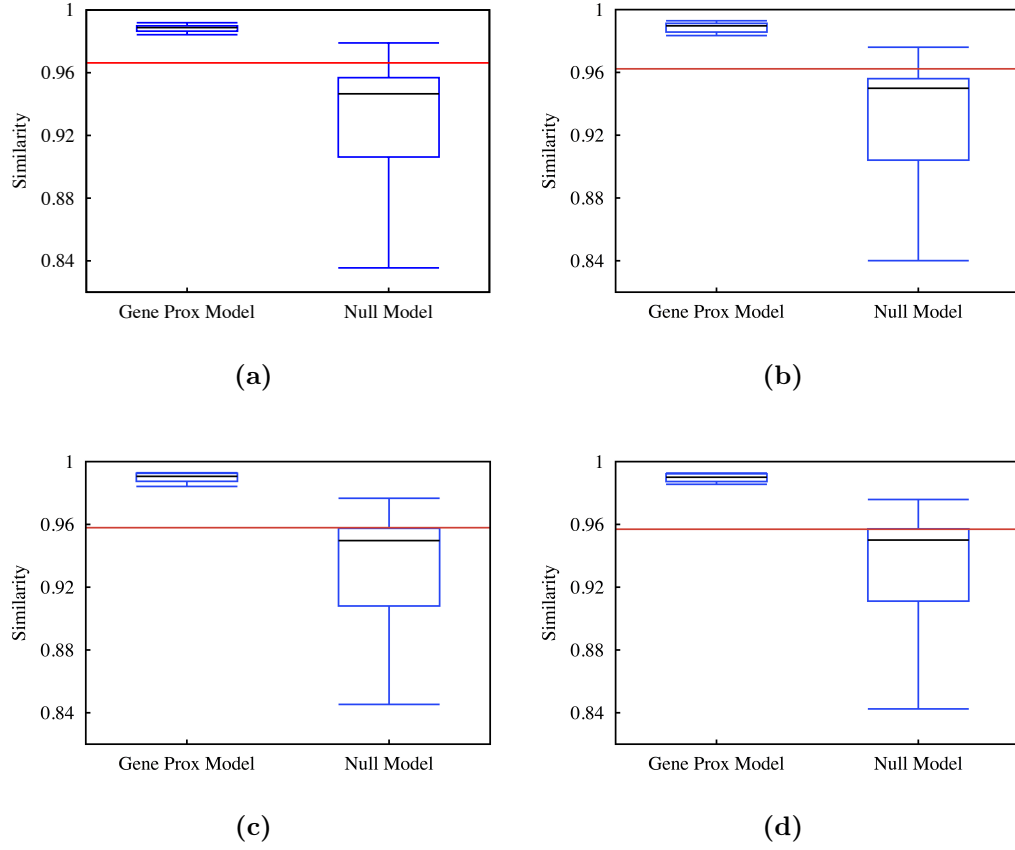 1
0.96
0.92
0.88
0.84
Similarity
Gene Prox Model
Null Model
(a)
1
0.96
0.92
0.88
0.84
Similarity
Gene Prox Model
Null Model
(b)
1
0.96
0.92
0.88
0.84
Similarity
Gene Prox Model
Null Model
(c)
1
0.96
0.92
0.88
0.84
Similarity
Gene Prox Model
Null Model
(d)